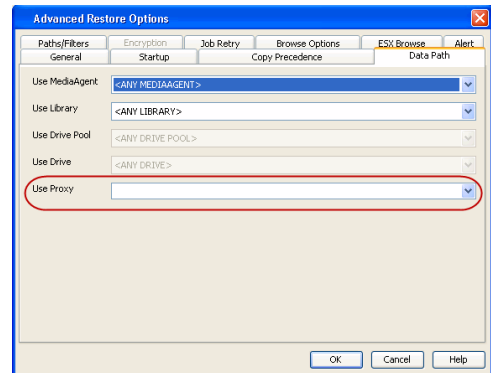 Advanced Restore Options
Paths/Filters Encryption Job Retry Browse Options ESX Browse Alert
General Startup Copy Precedence Data Path
Use MediaAgent <ANY MEDIAAGENT>
Use Library <ANY LIBRARY>
Use Drive Pool <ANY DRIVE POOL>
Use Drive <ANY DRIVE>
Use Proxy
OK Cancel Help